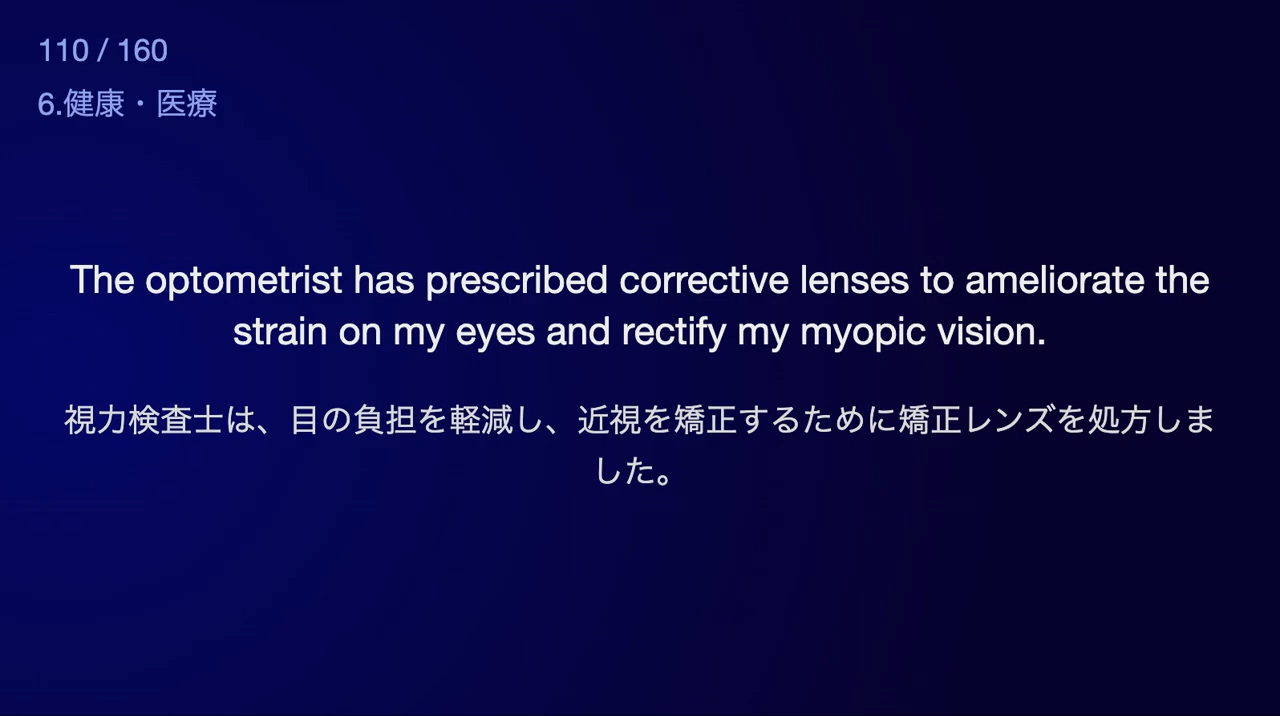 110 / 160
6.健康・医療
The optometrist has prescribed corrective lenses to ameliorate the
strain on my eyes and rectify my myopic vision.
視力検査士は、目の負担を軽減し、近視を矯正するために矯正レンズを処方しま
した。